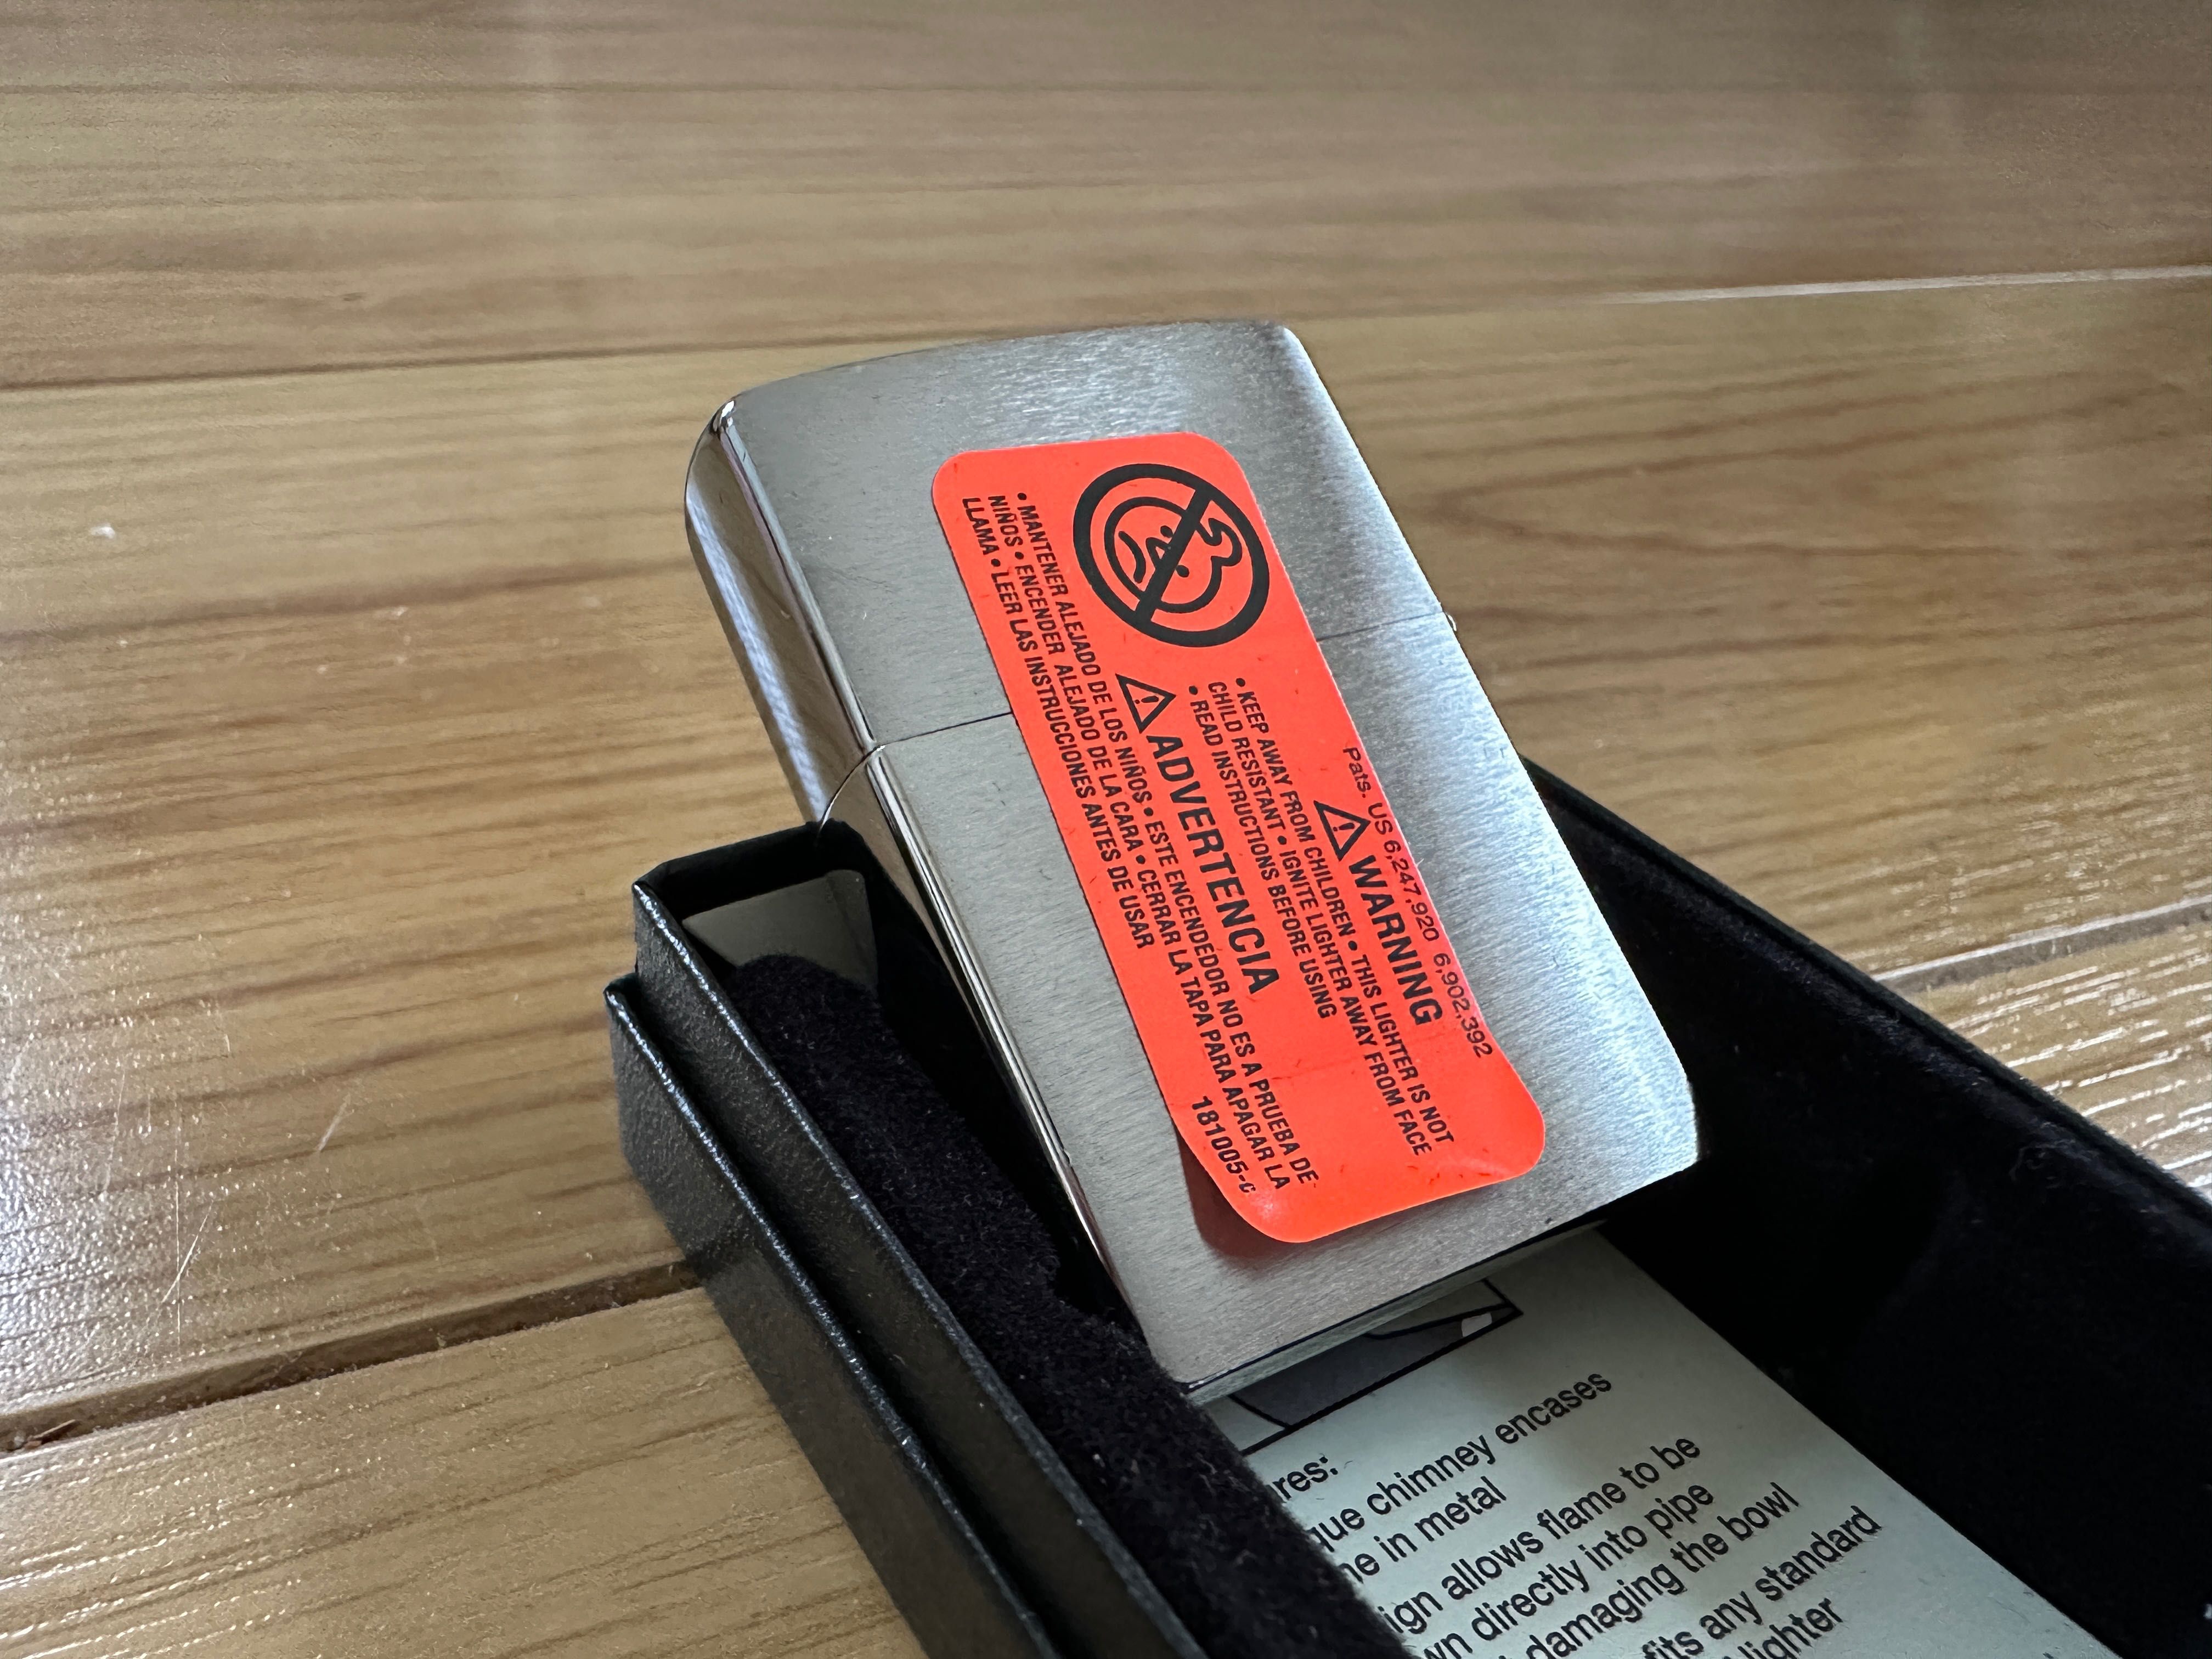 Pats. US 6,247,920 6,902,392
WARNING
• KEEP AWAY FROM CHILDREN • THIS LIGHTER IS NOT
CHILD RESISTANT • IGNITE LIGHTER AWAY FROM FACE
• READ INSTRUCTIONS BEFORE USING
ADVERTENCIA
• MANTENER ALEJADO DE LOS NIÑOS • ESTE ENCENDEDOR NO ES A PRUEBA DE
NIÑOS • ENCENDER ALEJADO DE LA CARA • CERRAR LA TAPA PARA APAGAR LA
LLAMA • LEER LAS INSTRUCCIONES ANTES DE USAR
181005-
chimney encases
in metal
allows flame to be
directly into pipe
damaging the bowl
fits any standard
lighter